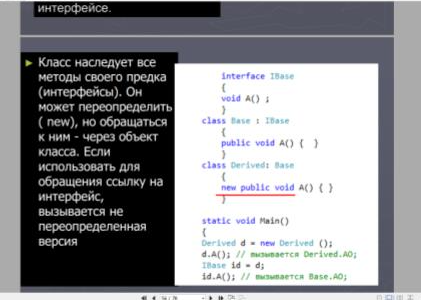 интерфейсе.
Класс наследует все
методы своего предка
(интерфейсы). Он
может переопределить
( new), но обращаться
к ним - через объект
класса. Если
использовать для
обращения ссылку на
интерфейс,
вызывается не
переопределенная
версия
interface IBase
{
void A() ;
}
class Base : IBase
{
public void A() { }
}
class Derived: Base
{
new public void A() { }
}
static void Main()
{
Derived d = new Derived ();
d.A(); // вызывается Derived.AO;
IBase id = d;
id.A(); // вызывается Base.AO;